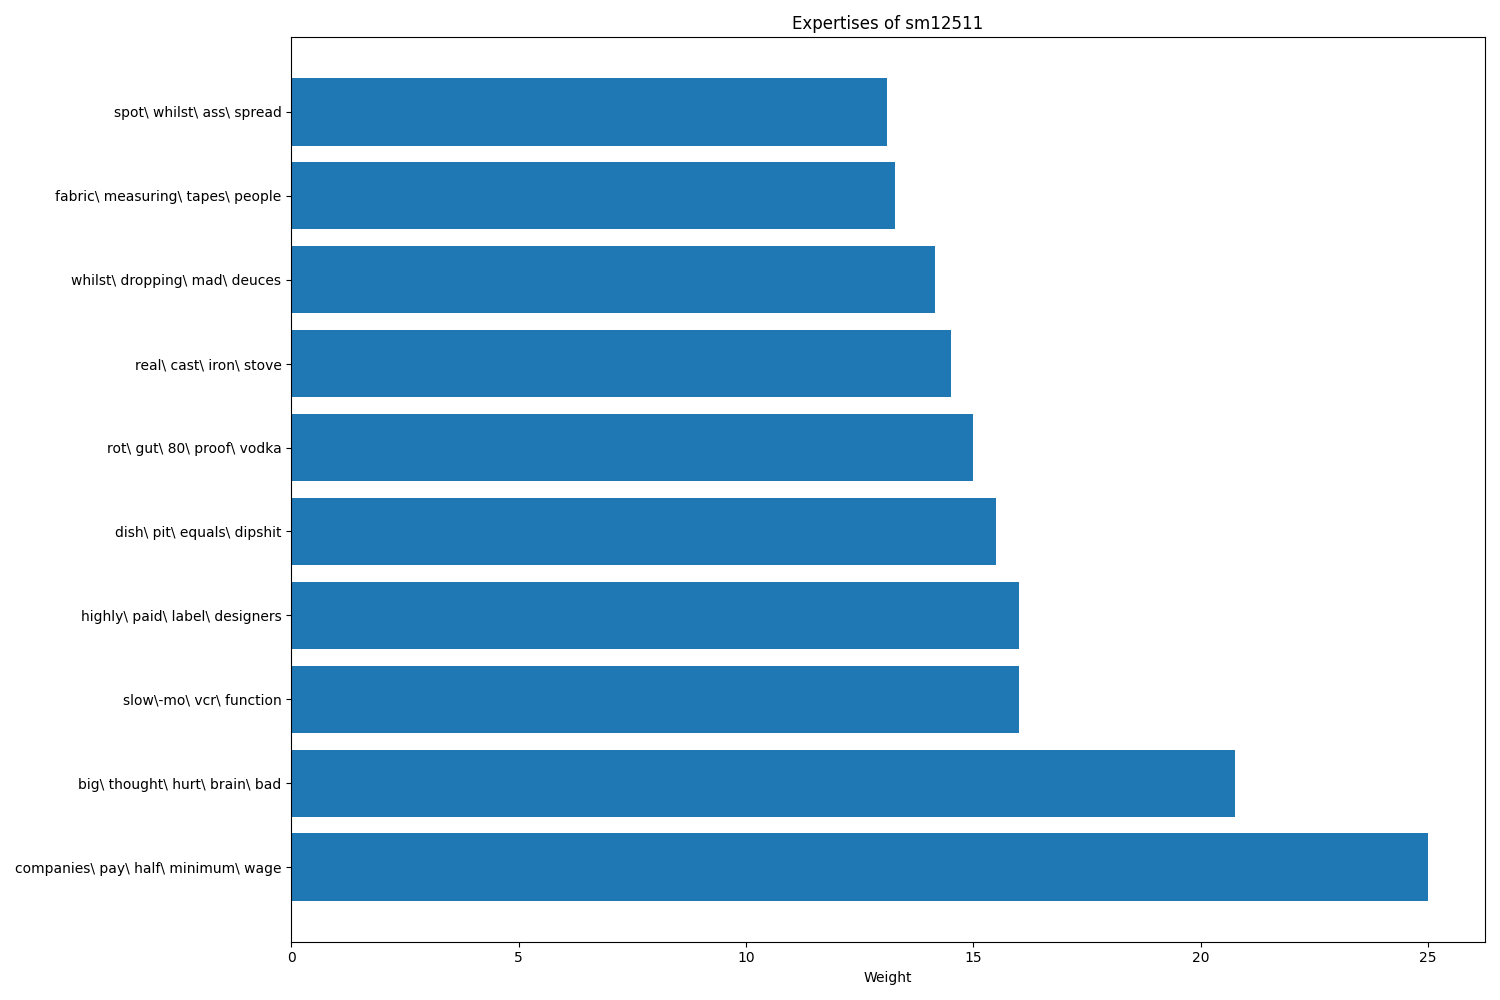 Expertises of sm12511
spot\ whilst\ ass\ spread
fabric\ measuring\ tapes\ people
whilst\ dropping\ mad\ deuces
real\ cast\ iron\ stove
rot\ gut\ 80\ proof\ vodka
dish\ pit\ equals\ dipshit
highly\ paid\ label\ designers
slow\-mo\ vcr\ function
big\ thought\ hurt\ brain\ bad
companies\ pay\ half\ minimum\ wage
0 5 10 15 20 25
Weight